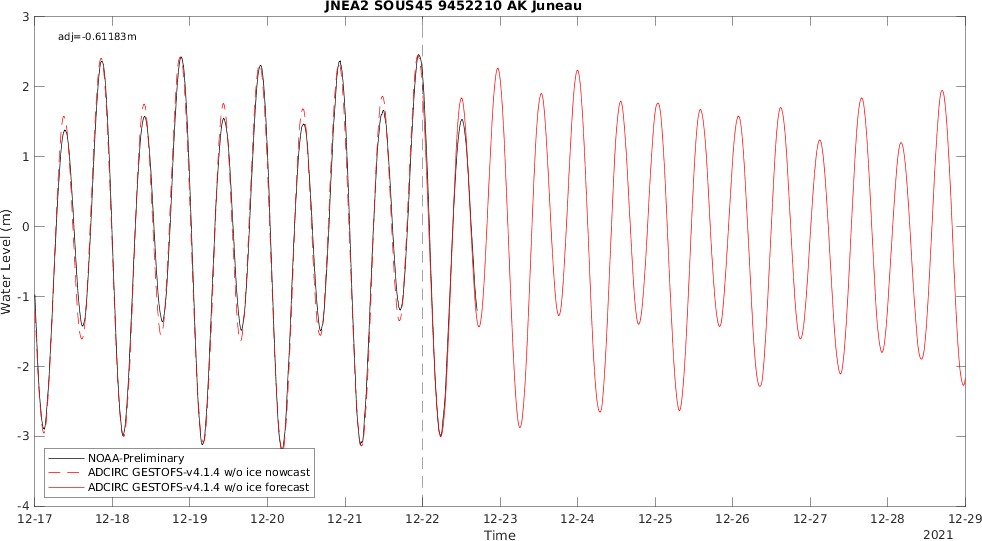 JNEA2 SOUS45 9452210 AK Juneau
adj=-0.61183m
3
2
1
0
-1
-2
-3
-4
Water Level (m)
NOAA-Preliminary
ADCIRC GESTOFS-v4.1.4 w/o ice nowcast
ADCIRC GESTOFS-v4.1.4 w/o ice forecast
12-17 12-18 12-19 12-20 12-21 12-22 12-23 12-24 12-25 12-26 12-27 12-28 12-29
Time
2021